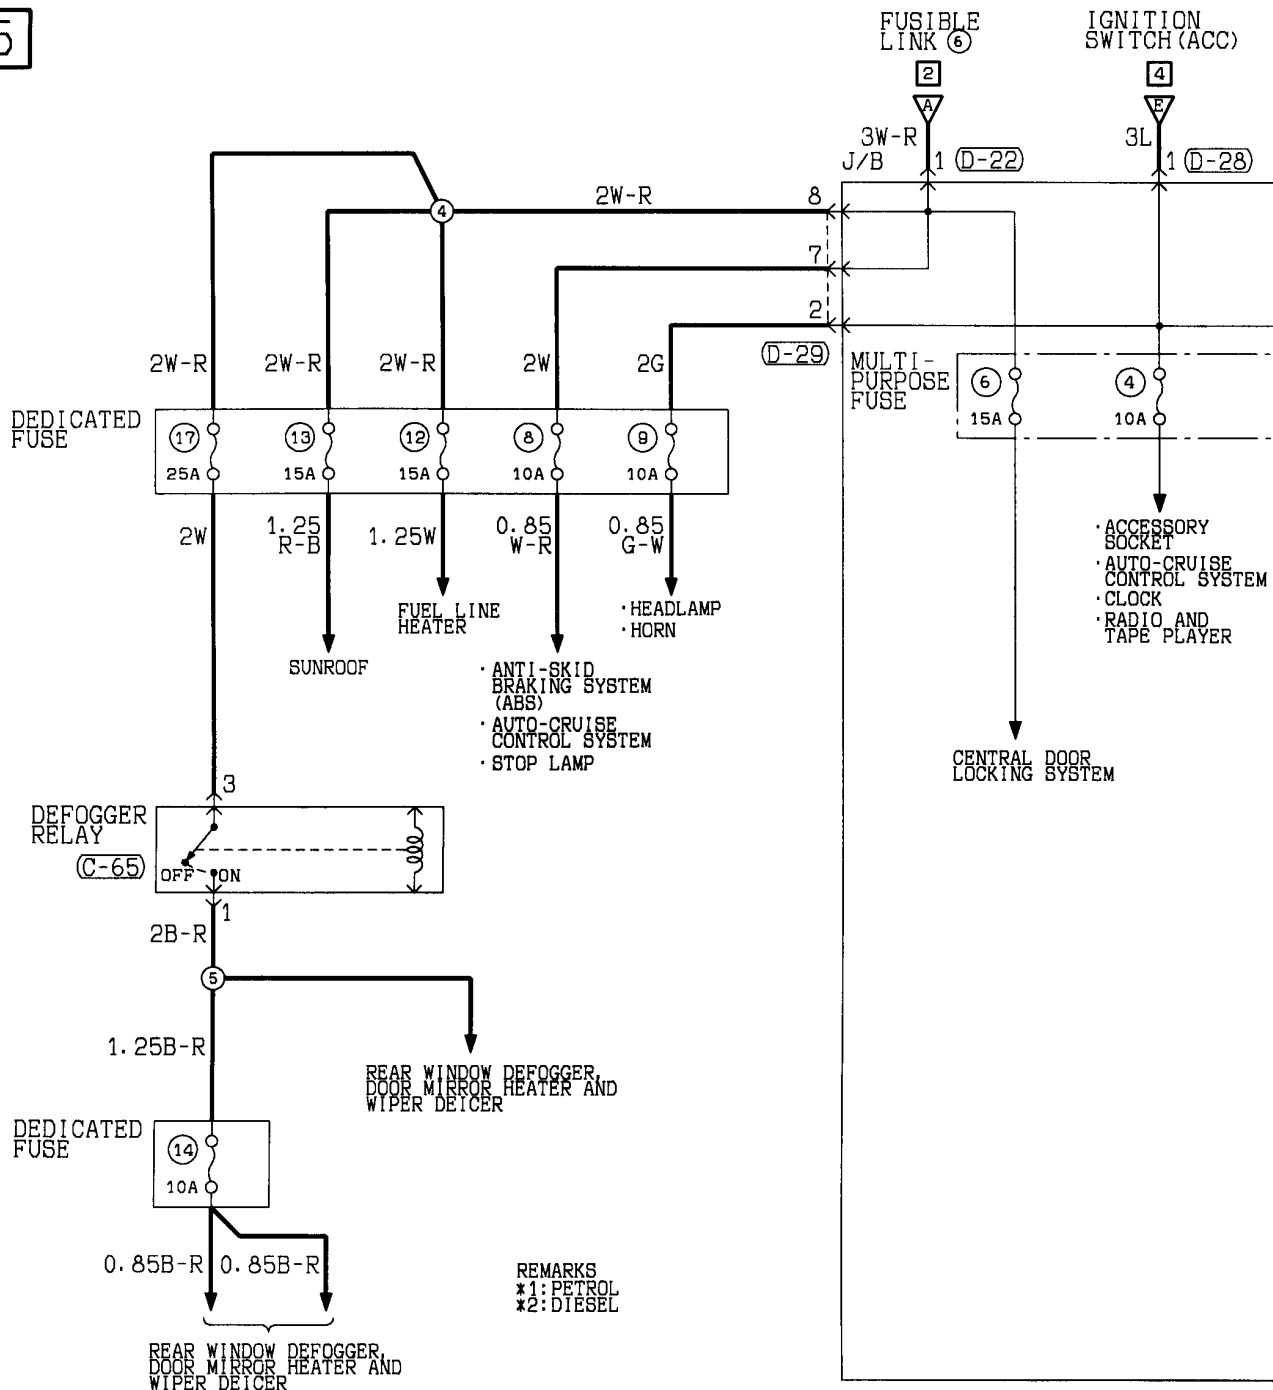 5
FUSIBLE
LINK ⑥
IGNITION
SWITCH(ACC)
2
4
A
E
3W-R
3L
J/B
1
(D-22)
1
(D-28)
2W-R
8
4
7
2
(D-29)
2W-R
2W-R
2W-R
2W
2G
MULTI-
PURPOSE
FUSE
⑥
15A
④
10A
DEDICATED
FUSE
⑰
25A
⑬
15A
⑫
15A
⑧
10A
⑨
10A
2W
1.25
R-B
1.25W
0.85
W-R
0.85
G-W
·ACCESSORY
SOCKET
·AUTO-CRUISE
CONTROL SYSTEM
·CLOCK
·RADIO AND
TAPE PLAYER
FUEL LINE
HEATER
·HEADLAMP
·HORN
SUNROOF
·ANTI-SKID
BRAKING SYSTEM
(ABS)
·AUTO-CRUISE
CONTROL SYSTEM
·STOP LAMP
CENTRAL DOOR
LOCKING SYSTEM
3
DEFOGGER
RELAY
(C-65)
OFF ON
1
2B-R
5
1.25B-R
REAR WINDOW DEFOGGER,
DOOR MIRROR HEATER AND
WIPER DEICER
DEDICATED
FUSE
⑭
10A
0.85B-R
0.85B-R
REMARKS
*1:PETROL
*2:DIESEL
REAR WINDOW DEFOGGER,
DOOR MIRROR HEATER AND
WIPER DEICER